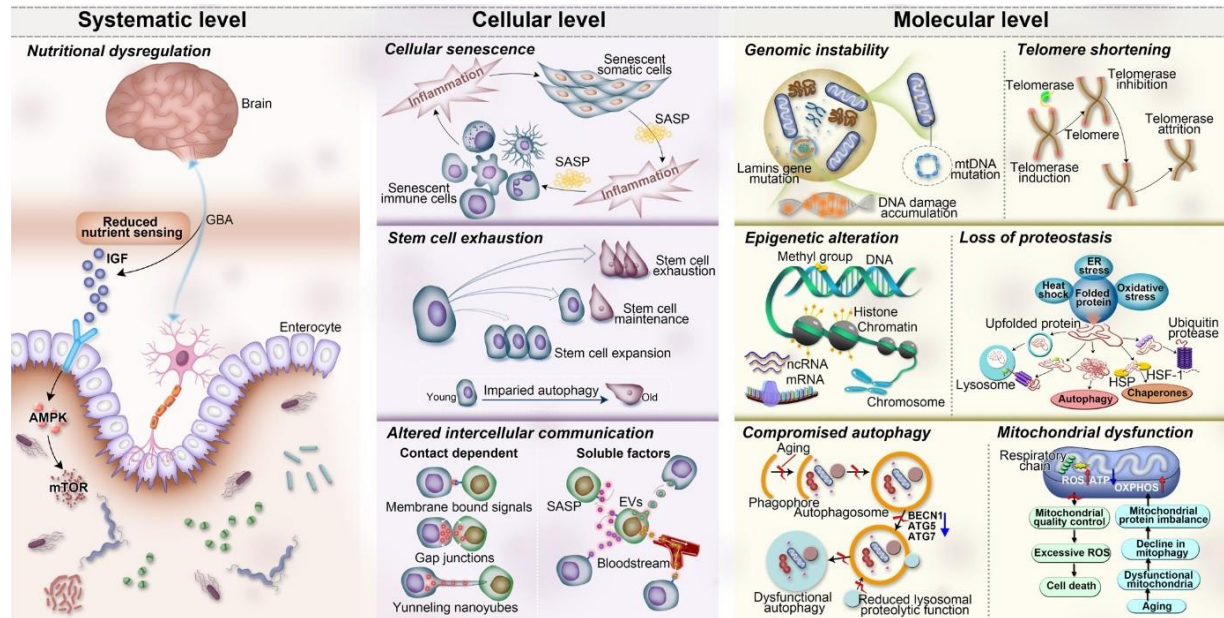 Systematic level
Nutritional dysregulation
Brain
GBA
Reduced
nutrient sensing
IGF
Enterocyte
AMPK
mTOR
Cellular level
Cellular senescence
Inflammation
Senescent
somatic cells
SASP
SASP
Senescent
immune cells
Inflammation
Stem cell exhaustion
Stem cell
exhaustion
Stem cell
maintenance
Stem cell expansion
Young
Imparied autophagy
Old
Altered intercellular communication
Contact dependent
Membrane bound signals
Gap junctions
Yunneling nanoyubes
Soluble factors
SASP
EVs
Bloodstream
Molecular level
Genomic instability
Lamins gene
mutation
mtDNA
mutation
DNA damage
accumulation
Telomere shortening
Telomerase
Telomerase
inhibition
Telomere
Telomerase
attrition
Telomerase
induction
Epigenetic alteration
Methyl group
DNA
Histone
Chromatin
ncRNA
mRNA
Chromosome
Loss of proteostasis
ER
stress
Heat
shock
Folded
protein
Oxidative
stress
Upfolded protein
Ubiquitin
protease
Lysosome
HSP
HSF-1
Autophagy
Chaperones
Compromised autophagy
Aging
Phagophore
Autophagosome
BECN1
ATG5
ATG7
Dysfunctional
autophagy
Reduced lysosomal
proteolytic function
Mitochondrial dysfunction
Respiratory
chain
ROS
ATP
OXPHOS
Mitochondrial
quality control
Excessive ROS
Cell death
Mitochondrial
protein imbalance
Decline in
mitophagy
Dysfunctional
mitochondria
Aging